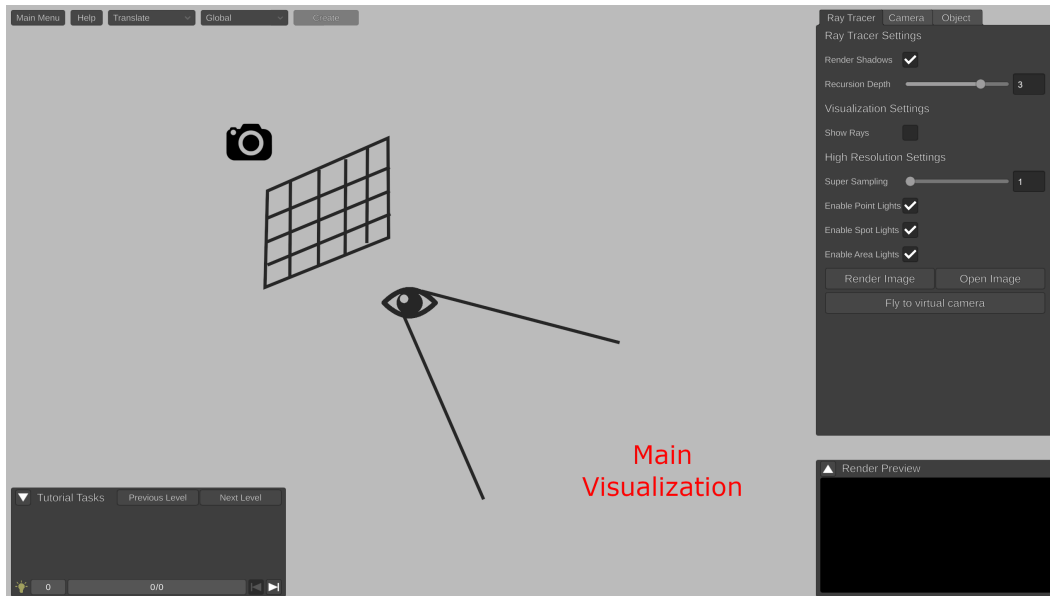 Main Menu Help Translate Global Create
Ray Tracer Camera Object
Ray Tracer Settings
Render Shadows
Recursion Depth 3
Visualization Settings
Show Rays
High Resolution Settings
Super Sampling 1
Enable Point Lights
Enable Spot Lights
Enable Area Lights
Render Image Open Image
Fly to virtual camera
Main
Visualization
Render Preview
Tutorial Tasks Previous Level Next Level
0 0/0